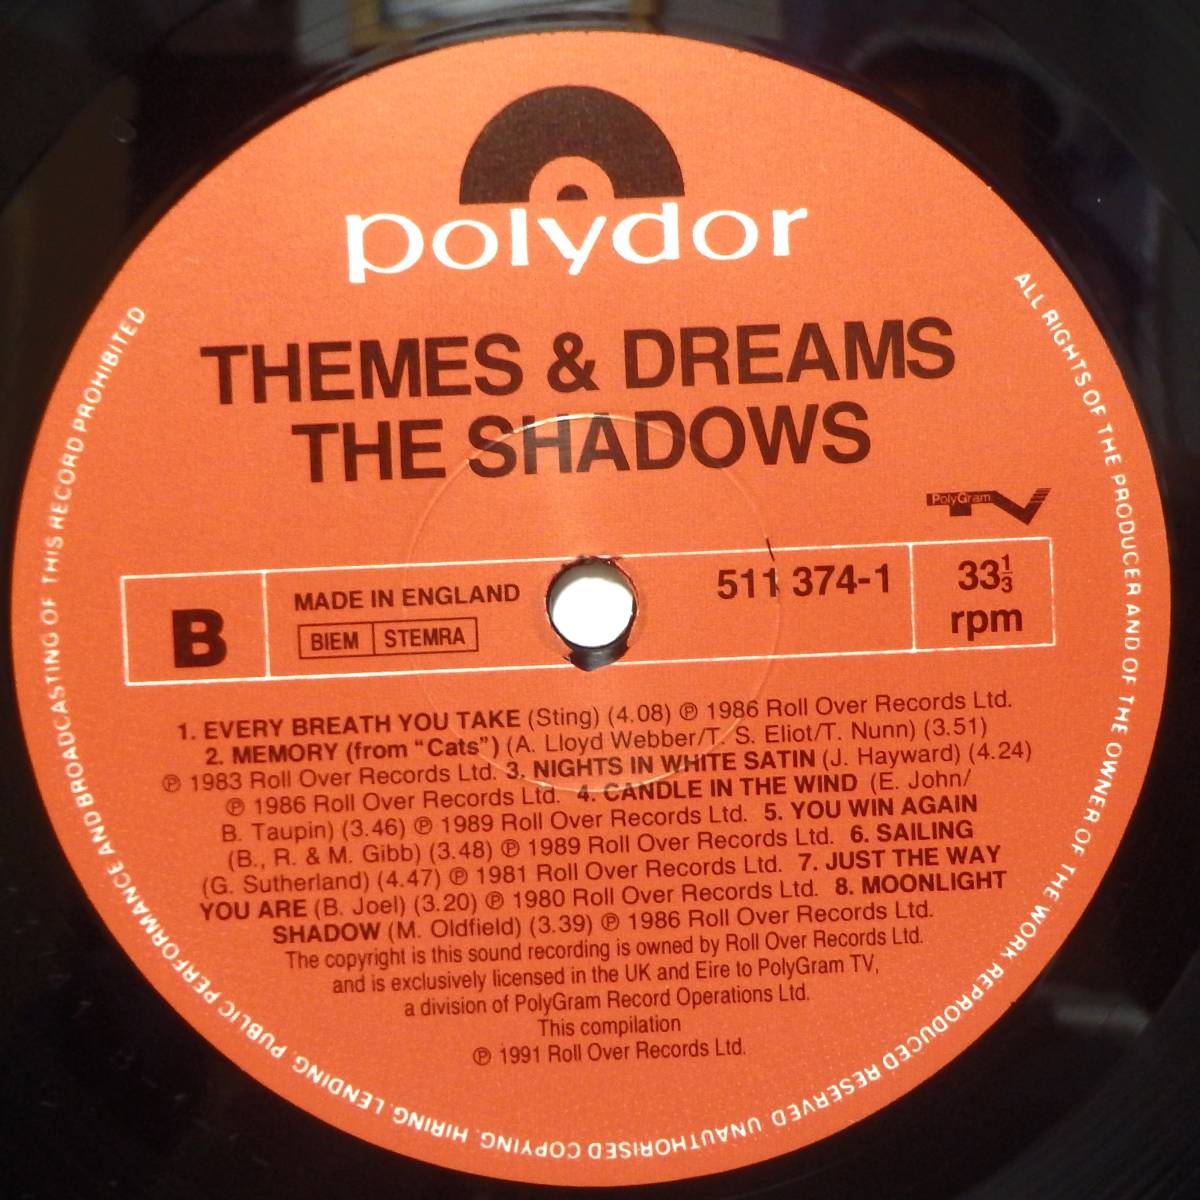 polydor
THEMES & DREAMS
THE SHADOWS
PolyGram TV
B
MADE IN ENGLAND
BIEM STEMRA
511 374-1
33 1/3
rpm
1. EVERY BREATH YOU TAKE (Sting) (4.08) ℗ 1986 Roll Over Records Ltd.
2. MEMORY (from “Cats”) (A. Lloyd Webber/T. S. Eliot/T. Nunn) (3.51)
℗ 1983 Roll Over Records Ltd. 3. NIGHTS IN WHITE SATIN (J. Hayward) (4.24)
℗ 1986 Roll Over Records Ltd. 4. CANDLE IN THE WIND (E. John/
B. Taupin) (3.46) ℗ 1989 Roll Over Records Ltd. 5. YOU WIN AGAIN
(B., R. & M. Gibb) (3.48) ℗ 1989 Roll Over Records Ltd. 6. SAILING
(G. Sutherland) (4.47) ℗ 1981 Roll Over Records Ltd. 7. JUST THE WAY
YOU ARE (B. Joel) (3.20) ℗ 1980 Roll Over Records Ltd. 8. MOONLIGHT
SHADOW (M. Oldfield) (3.39) ℗ 1986 Roll Over Records Ltd.
The copyright is this sound recording is owned by Roll Over Records Ltd.
and is exclusively licensed in the UK and Eire to PolyGram TV,
a division of PolyGram Record Operations Ltd.
This compilation
℗ 1991 Roll Over Records Ltd.
ALL RIGHTS OF THE PRODUCER AND OF THE OWNER OF THE WORK REPRODUCED RESERVED UNAUTHORISED COPYING, HIRING, LENDING, PUBLIC PERFORMANCE AND BROADCASTING OF THIS RECORD PROHIBITED